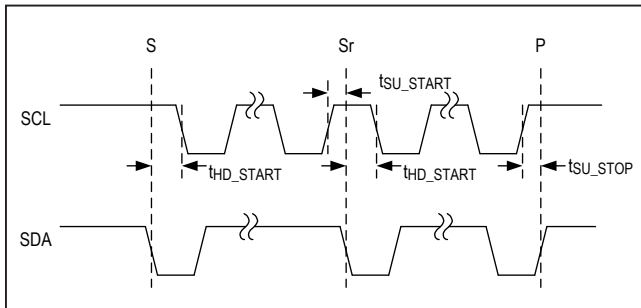 S Sr P
tSU_START
SCL
tHD_START tHD_START tSU_STOP
SDA